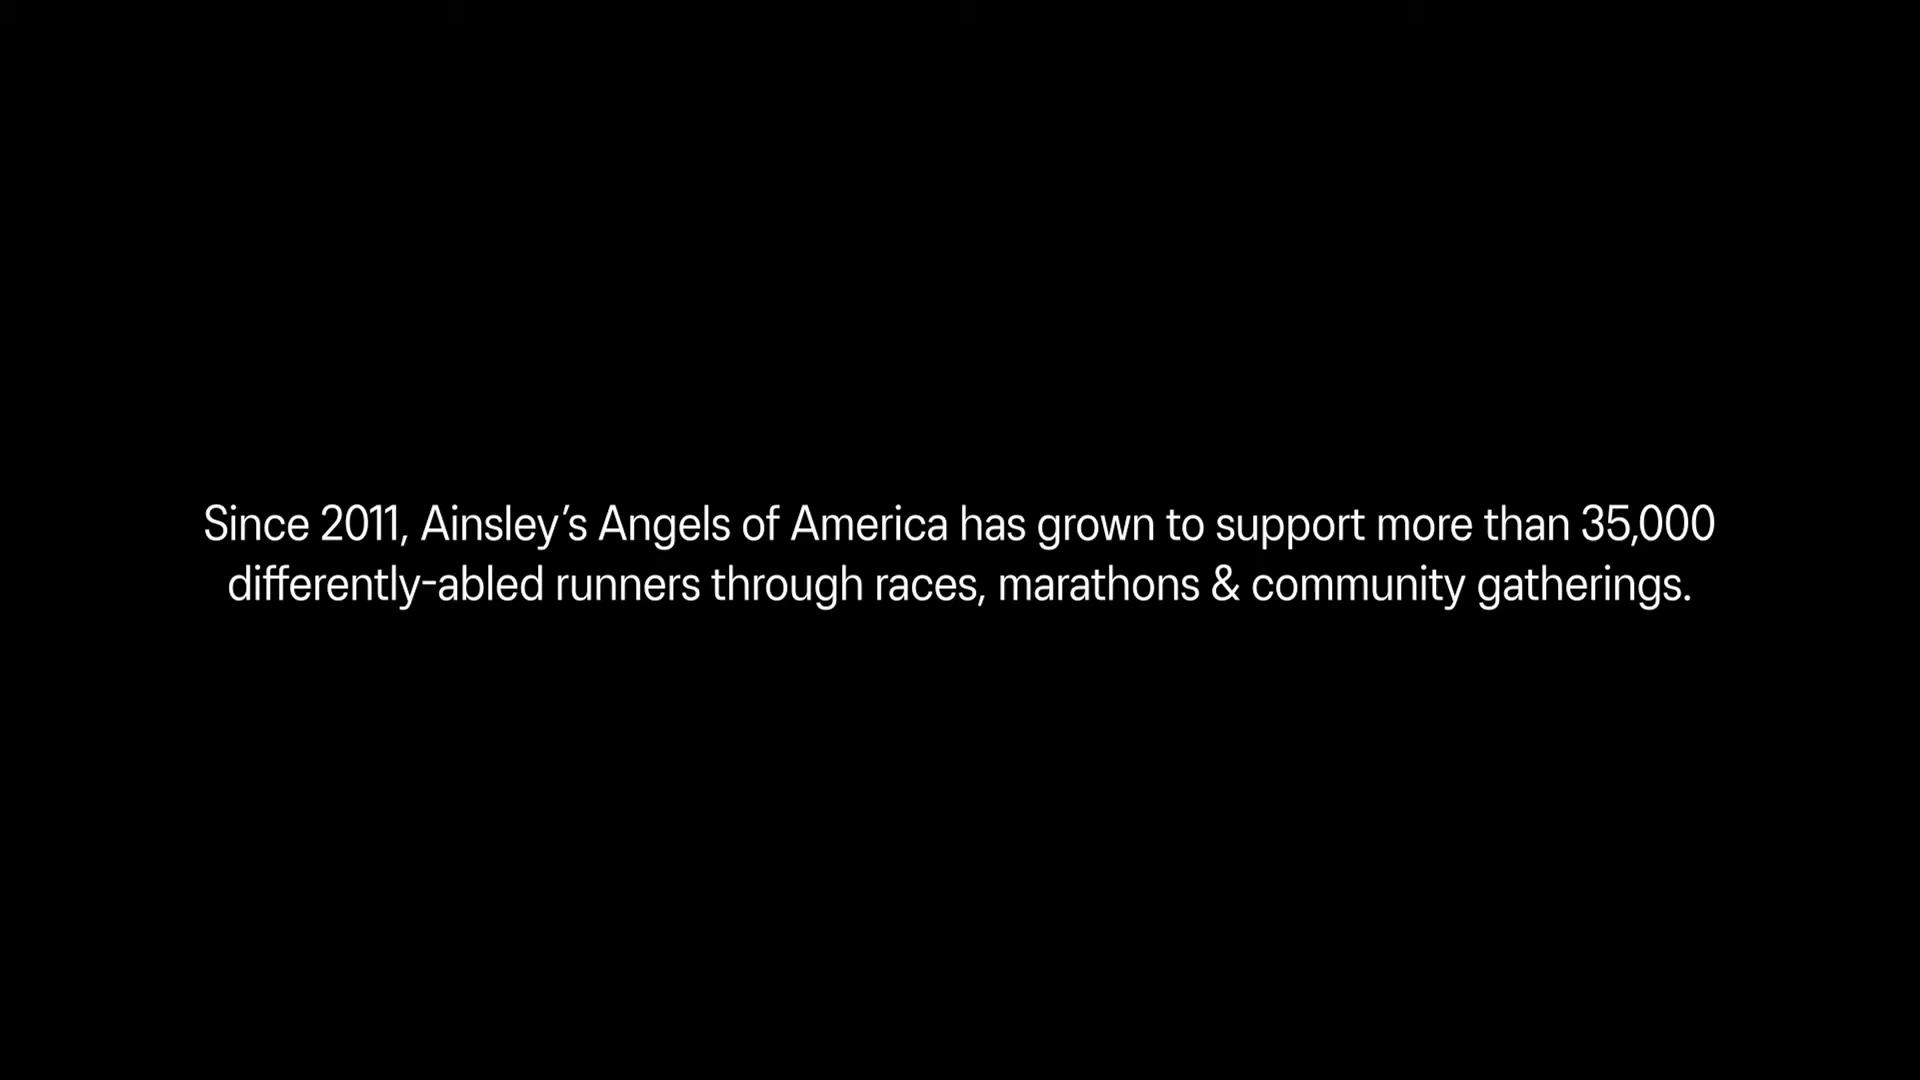 Since 2011, Ainsley’s Angels of America has grown to support more than 35,000
differently-abled runners through races, marathons & community gatherings.